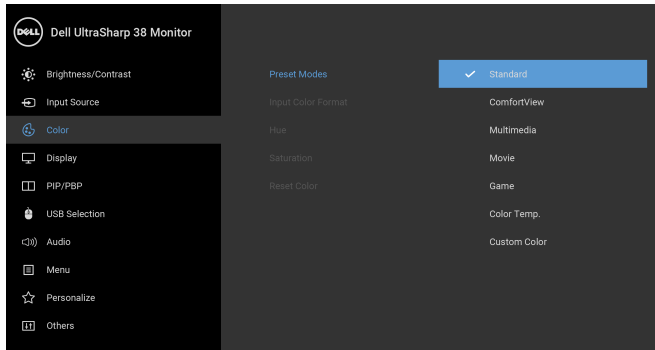 DELL Dell UltraSharp 38 Monitor
Brightness/Contrast
Preset Modes
Standard
Input Source
Input Color Format
ComfortView
Color
Hue
Multimedia
Display
Saturation
Movie
PIP/PBP
Reset Color
Game
USB Selection
Color Temp.
Audio
Custom Color
Menu
Personalize
Others